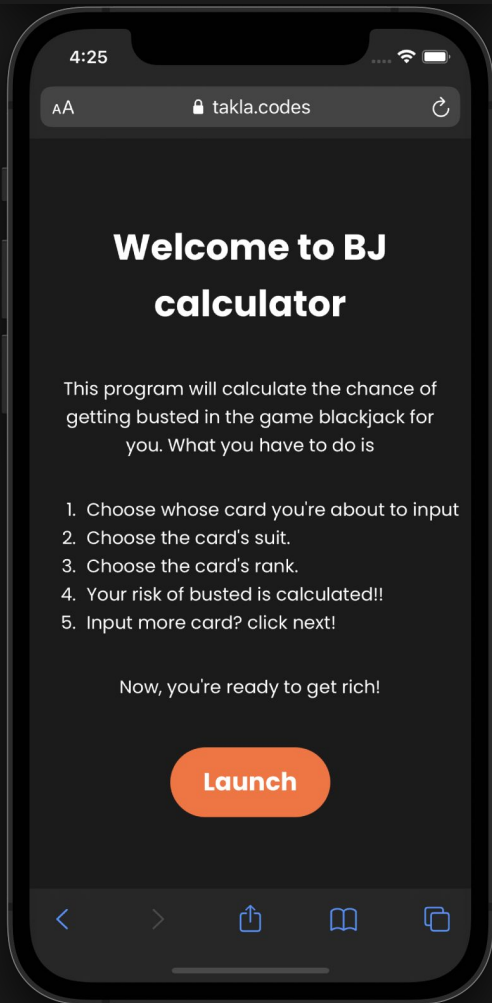 4:25
AA takla.codes
Welcome to BJ
calculator
This program will calculate the chance of
getting busted in the game blackjack for
you. What you have to do is
1. Choose whose card you're about to input
2. Choose the card's suit.
3. Choose the card's rank.
4. Your risk of busted is calculated!!
5. Input more card? click next!
Now, you're ready to get rich!
Launch